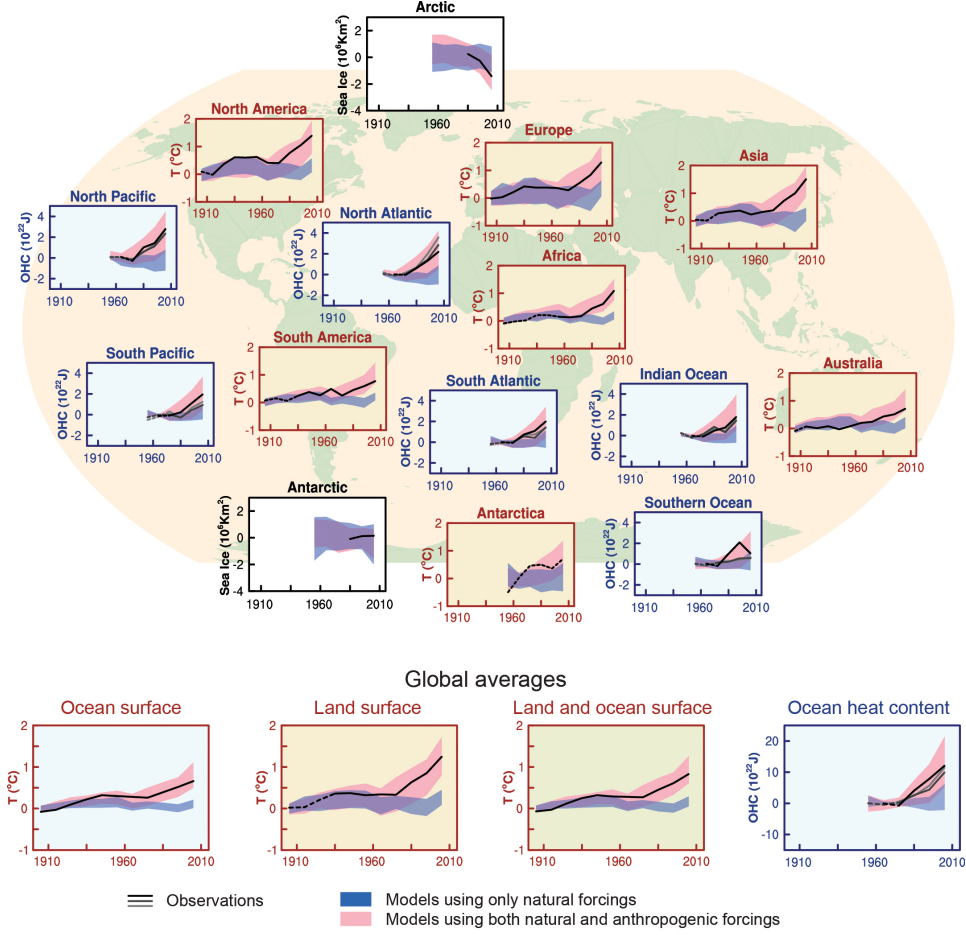 Arctic
Sea Ice (10⁶Km²)
2
0
-2
-4
1910 1960 2010
North America
T (°C)
2
1
0
-1
1910 1960 2010
Europe
T (°C)
2
1
0
-1
1910 1960 2010
Asia
T (°C)
2
1
0
-1
1910 1960 2010
North Pacific
OHC (10²²J)
4
2
0
-2
1910 1960 2010
North Atlantic
OHC (10²²J)
4
2
0
-2
1910 1960 2010
Africa
T (°C)
2
1
0
-1
1910 1960 2010
South Pacific
OHC (10²²J)
4
2
0
-2
1910 1960 2010
South America
T (°C)
2
1
0
-1
1910 1960 2010
South Atlantic
OHC (10²²J)
4
2
0
-2
1910 1960 2010
Indian Ocean
OHC (10²²J)
4
2
0
-2
1910 1960 2010
Australia
T (°C)
2
1
0
-1
1910 1960 2010
Antarctic
Sea Ice (10⁶Km²)
2
0
-2
-4
1910 1960 2010
Antarctica
T (°C)
2
1
0
-1
1910 1960 2010
Southern Ocean
OHC (10²²J)
4
2
0
-2
1910 1960 2010
Global averages
Ocean surface
T (°C)
2
1
0
-1
1910 1960 2010
Land surface
T (°C)
2
1
0
-1
1910 1960 2010
Land and ocean surface
T (°C)
2
1
0
-1
1910 1960 2010
Ocean heat content
OHC (10²²J)
20
10
0
-10
1910 1960 2010
Observations
Models using only natural forcings
Models using both natural and anthropogenic forcings